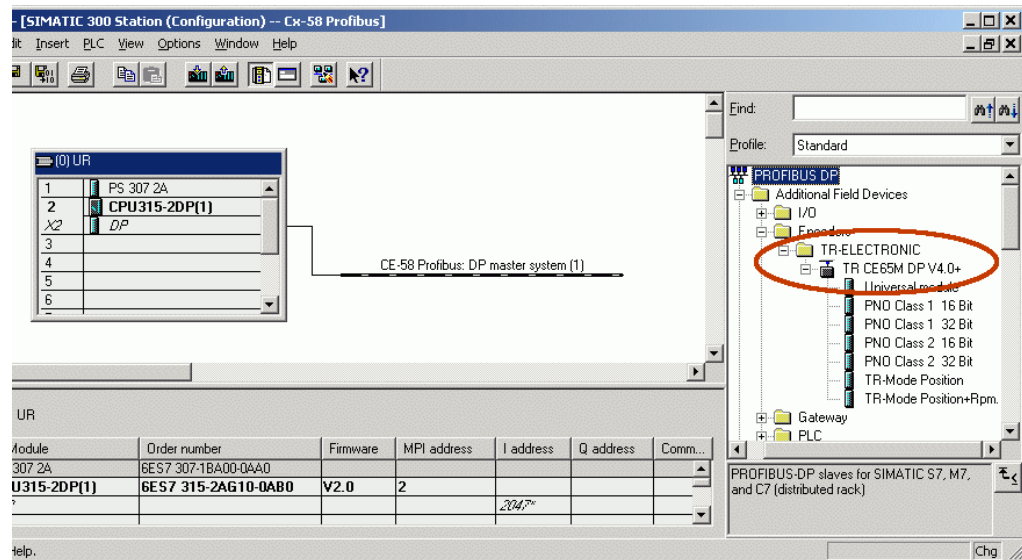 - [SIMATIC 300 Station (Configuration) -- Cx-58 Profibus]
dit Insert PLC View Options Window Help
Find:
Profile: Standard
(0) UR
1 PS 307 2A
2 CPU315-2DP(1)
X2 DP
3
4
5
6
CE-58 Profibus: DP master system (1)
PROFIBUS DP
Additional Field Devices
I/O
Encoders
TR-ELECTRONIC
TR CE65M DP V4.0+
Universal-module
PNO Class 1 16 Bit
PNO Class 1 32 Bit
PNO Class 2 16 Bit
PNO Class 2 32 Bit
TR-Mode Position
TR-Mode Position+Rpm.
Gateway
PLC
UR
Module Order number Firmware MPI address I address Q address Comm...
307 2A 6ES7 307-1BA00-0AA0
U315-2DP(1) 6ES7 315-2AG10-0AB0 V2.0 2
2047*
PROFIBUS-DP slaves for SIMATIC S7, M7,
and C7 (distributed rack)
Help. Chg